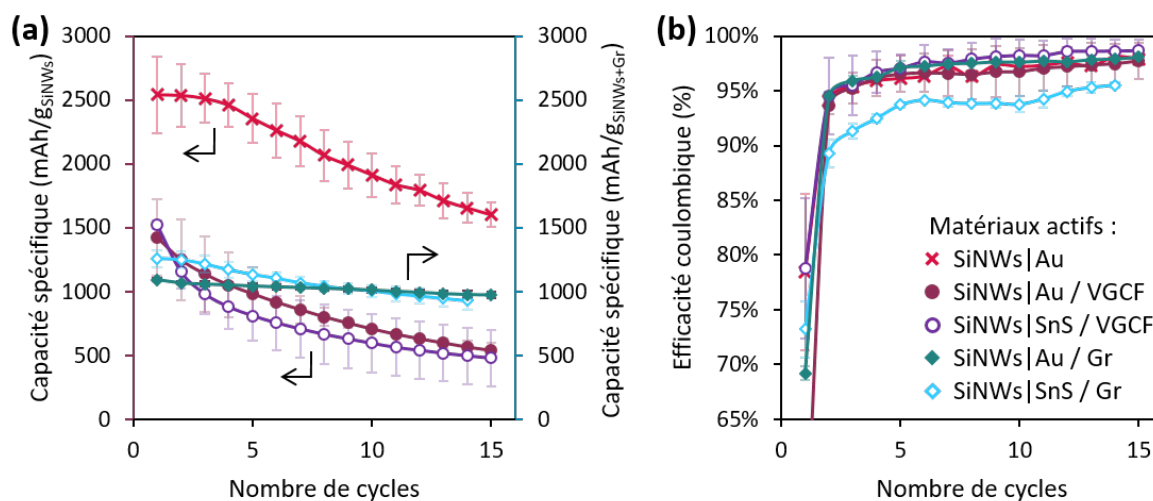 (a)
3000
2500
2000
1500
1000
500
0
Capacité spécifique (mAh/gSiNWs)
0
5
10
15
Nombre de cycles
3000
2500
2000
1500
1000
500
0
Capacité spécifique (mAh/gSiNWs+Gr)
(b)
100%
95%
90%
85%
80%
75%
70%
65%
Efficacité coulombique (%)
0
5
10
15
Nombre de cycles
Matériaux actifs :
SiNWs|Au
SiNWs|Au / VGCF
SiNWs|SnS / VGCF
SiNWs|Au / Gr
SiNWs|SnS / Gr